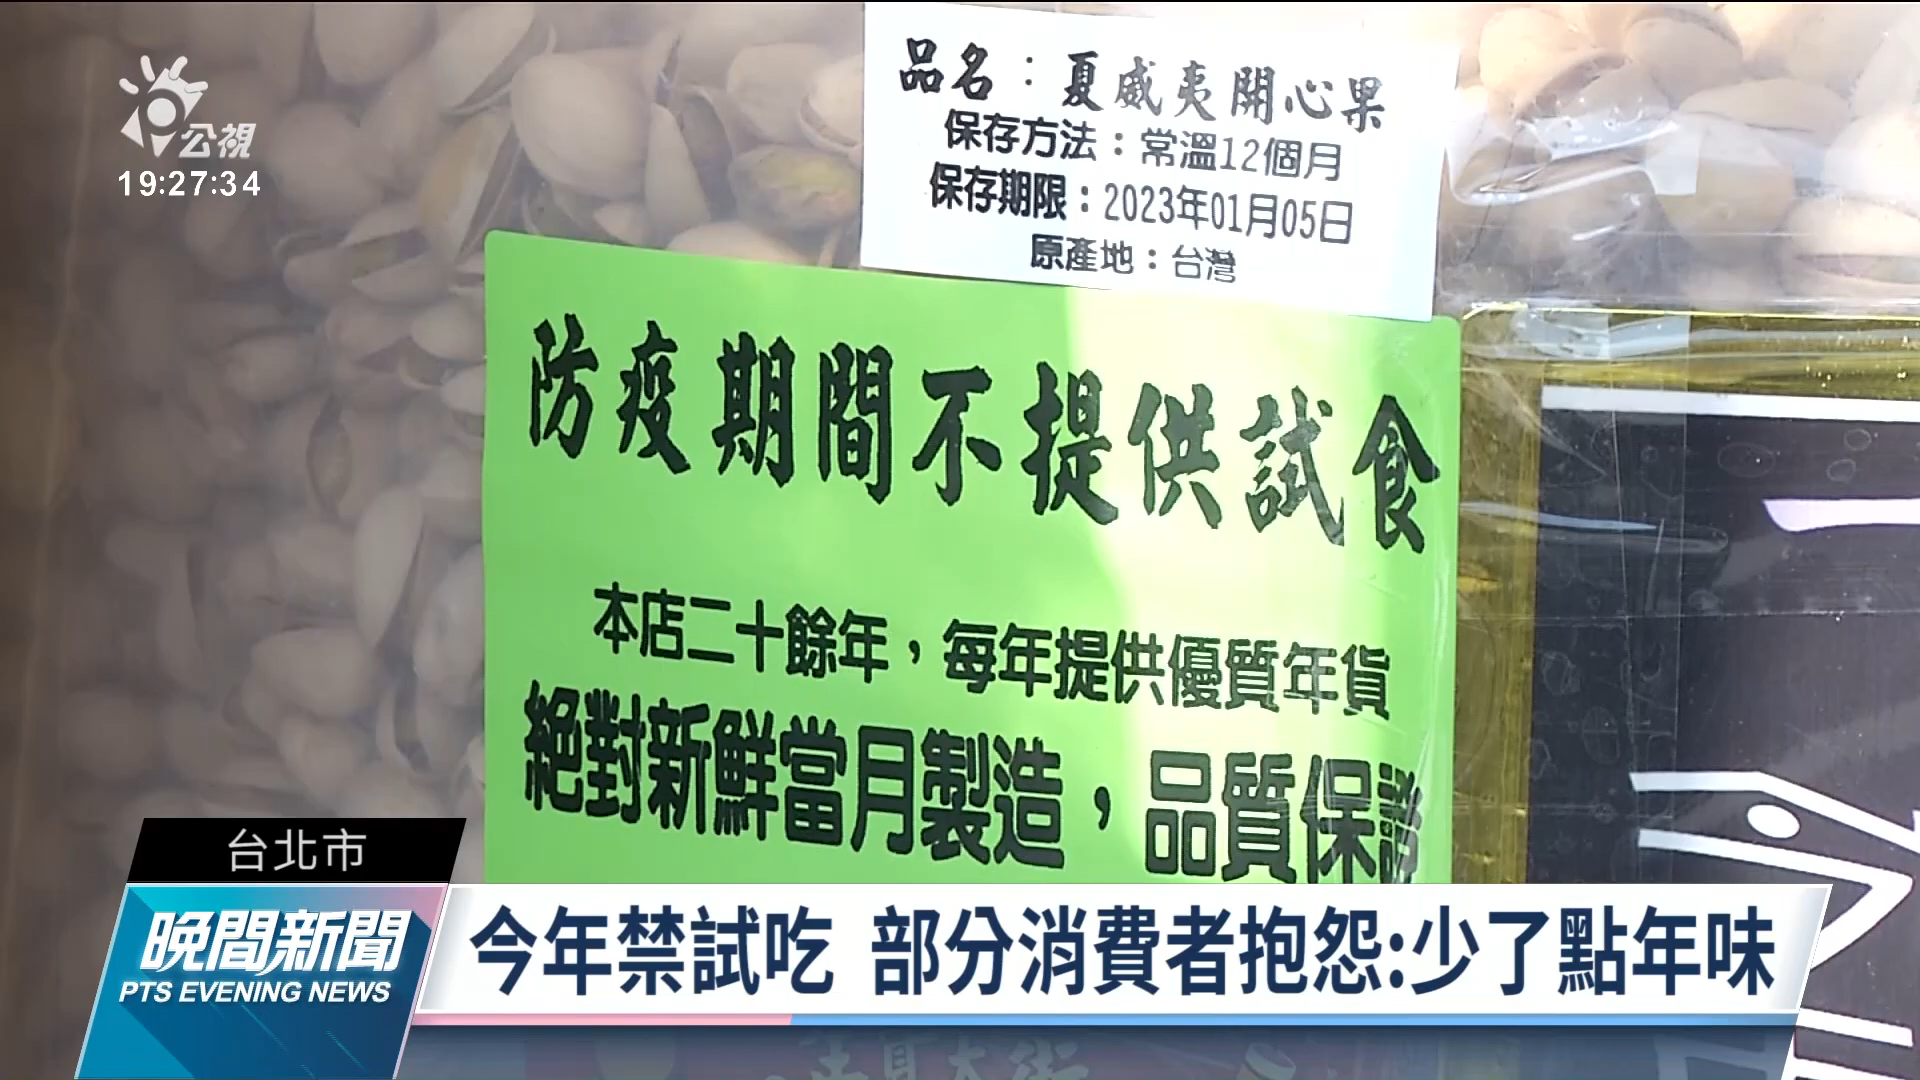 公視
19:27:34
品名：夏威夷開心果
保存方法：常溫12個月
保存期限：2023年01月05日
原產地：台灣
防疫期間不提供試食
本店二十餘年，每年提供優質年貨
絕對新鮮當月製造，品質保證
台北市
晚間新聞
PTS EVENING NEWS
今年禁試吃 部分消費者抱怨:少了點年味